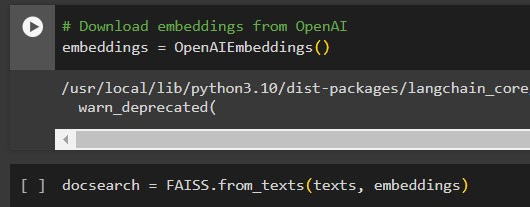 # Download embeddings from OpenAI
embeddings = OpenAIEmbeddings()
/usr/local/lib/python3.10/dist-packages/langchain_core
warn_deprecated(
[ ] docsearch = FAISS.from_texts(texts, embeddings)